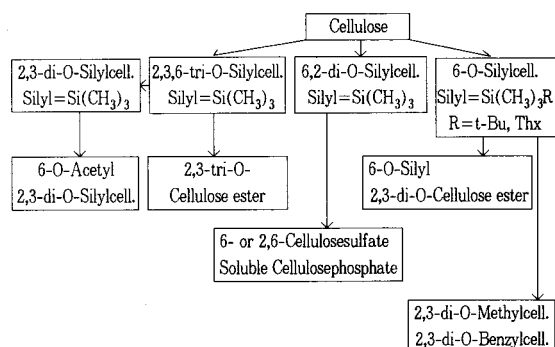 Cellulose
2,3-di-O-Silylcell.
Silyl=Si(CH₃)₃
2,3,6-tri-O-Silylcell.
Silyl=Si(CH₃)₃
6,2-di-O-Silylcell.
Silyl=Si(CH₃)₃
6-O-Silylcell.
Silyl=Si(CH₃)₃R
R=t-Bu, Thx
6-O-Acetyl
2,3-di-O-Silylcell.
2,3-tri-O-
Cellulose ester
6-O-Silyl
2,3-di-O-Cellulose ester
6- or 2,6-Cellulosesulfate
Soluble Cellulosephosphate
2,3-di-O-Methylcell.
2,3-di-O-Benzylcell.